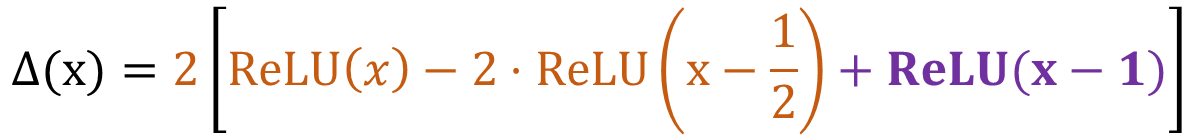 Δ(x) = 2 [ReLU(x) − 2 · ReLU(x − 1/2) + ReLU(x − 1)]